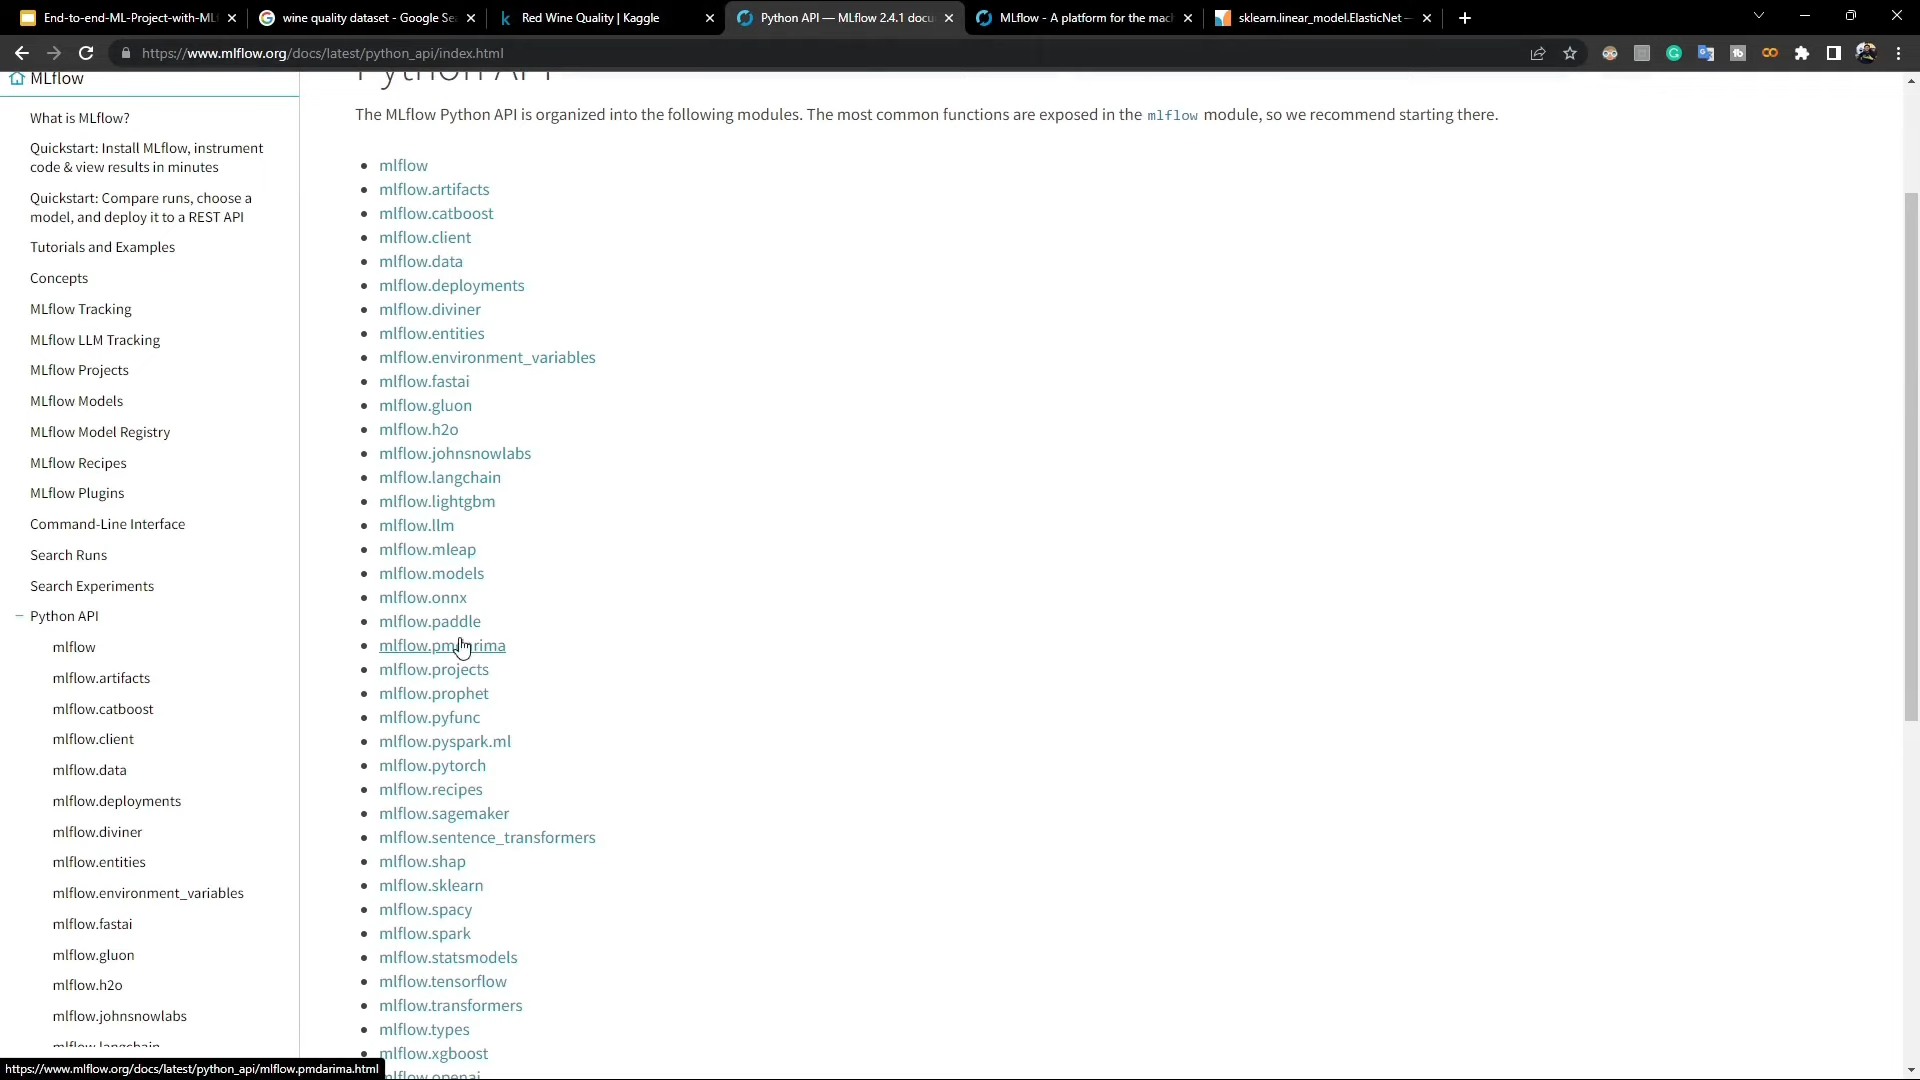 End-to-end-ML-Project-with-ML
wine quality dataset - Google Se
Red Wine Quality | Kaggle
Python API — MLflow 2.4.1 docu
MLflow - A platform for the mac
sklearn.linear_model.ElasticNet —
https://www.mlflow.org/docs/latest/python_api/index.html
MLflow
What is MLflow?
Quickstart: Install MLflow, instrument
code & view results in minutes
Quickstart: Compare runs, choose a
model, and deploy it to a REST API
Tutorials and Examples
Concepts
MLflow Tracking
MLflow LLM Tracking
MLflow Projects
MLflow Models
MLflow Model Registry
MLflow Recipes
MLflow Plugins
Command-Line Interface
Search Runs
Search Experiments
Python API
mlflow
mlflow.artifacts
mlflow.catboost
mlflow.client
mlflow.data
mlflow.deployments
mlflow.diviner
mlflow.entities
mlflow.environment_variables
mlflow.fastai
mlflow.gluon
mlflow.h2o
mlflow.johnsnowlabs
mlflow.langchain
Python API
The MLflow Python API is organized into the following modules. The most common functions are exposed in the mlflow module, so we recommend starting there.
mlflow
mlflow.artifacts
mlflow.catboost
mlflow.client
mlflow.data
mlflow.deployments
mlflow.diviner
mlflow.entities
mlflow.environment_variables
mlflow.fastai
mlflow.gluon
mlflow.h2o
mlflow.johnsnowlabs
mlflow.langchain
mlflow.lightgbm
mlflow.llm
mlflow.mleap
mlflow.models
mlflow.onnx
mlflow.paddle
mlflow.pmdarima
mlflow.projects
mlflow.prophet
mlflow.pyfunc
mlflow.pyspark.ml
mlflow.pytorch
mlflow.recipes
mlflow.sagemaker
mlflow.sentence_transformers
mlflow.shap
mlflow.sklearn
mlflow.spacy
mlflow.spark
mlflow.statsmodels
mlflow.tensorflow
mlflow.transformers
mlflow.types
mlflow.xgboost
mlflow.openai
https://www.mlflow.org/docs/latest/python_api/mlflow.pmdarima.html